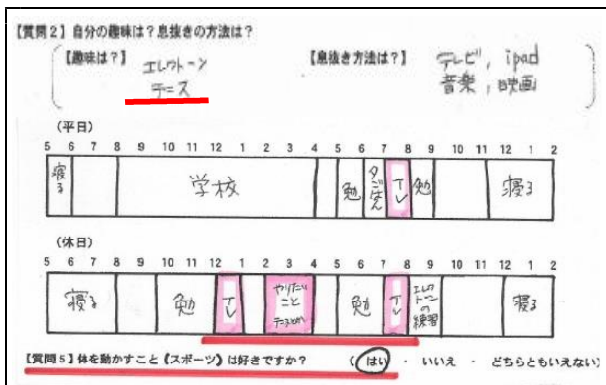 【質問2】自分の趣味は？息抜きの方法は？
【趣味は？】 エレクトーン
テニス
【息抜き方法は？】 テレビ, ipad
音楽, 映画
(平日)
5 6 7 8 9 10 11 12 1 2 3 4 5 6 7 8 9 10 11 12 1 2
寝る 学校 勉 夕ごはん TV 勉 寝る
(休日)
5 6 7 8 9 10 11 12 1 2 3 4 5 6 7 8 9 10 11 12 1 2
寝る 勉 TV やりたいこと テニスとか 勉 TV エレクトーンの練習 寝る
【質問5】体を動かすこと（スポーツ）は好きですか？ （ はい ・ いいえ ・ どちらともいえない）